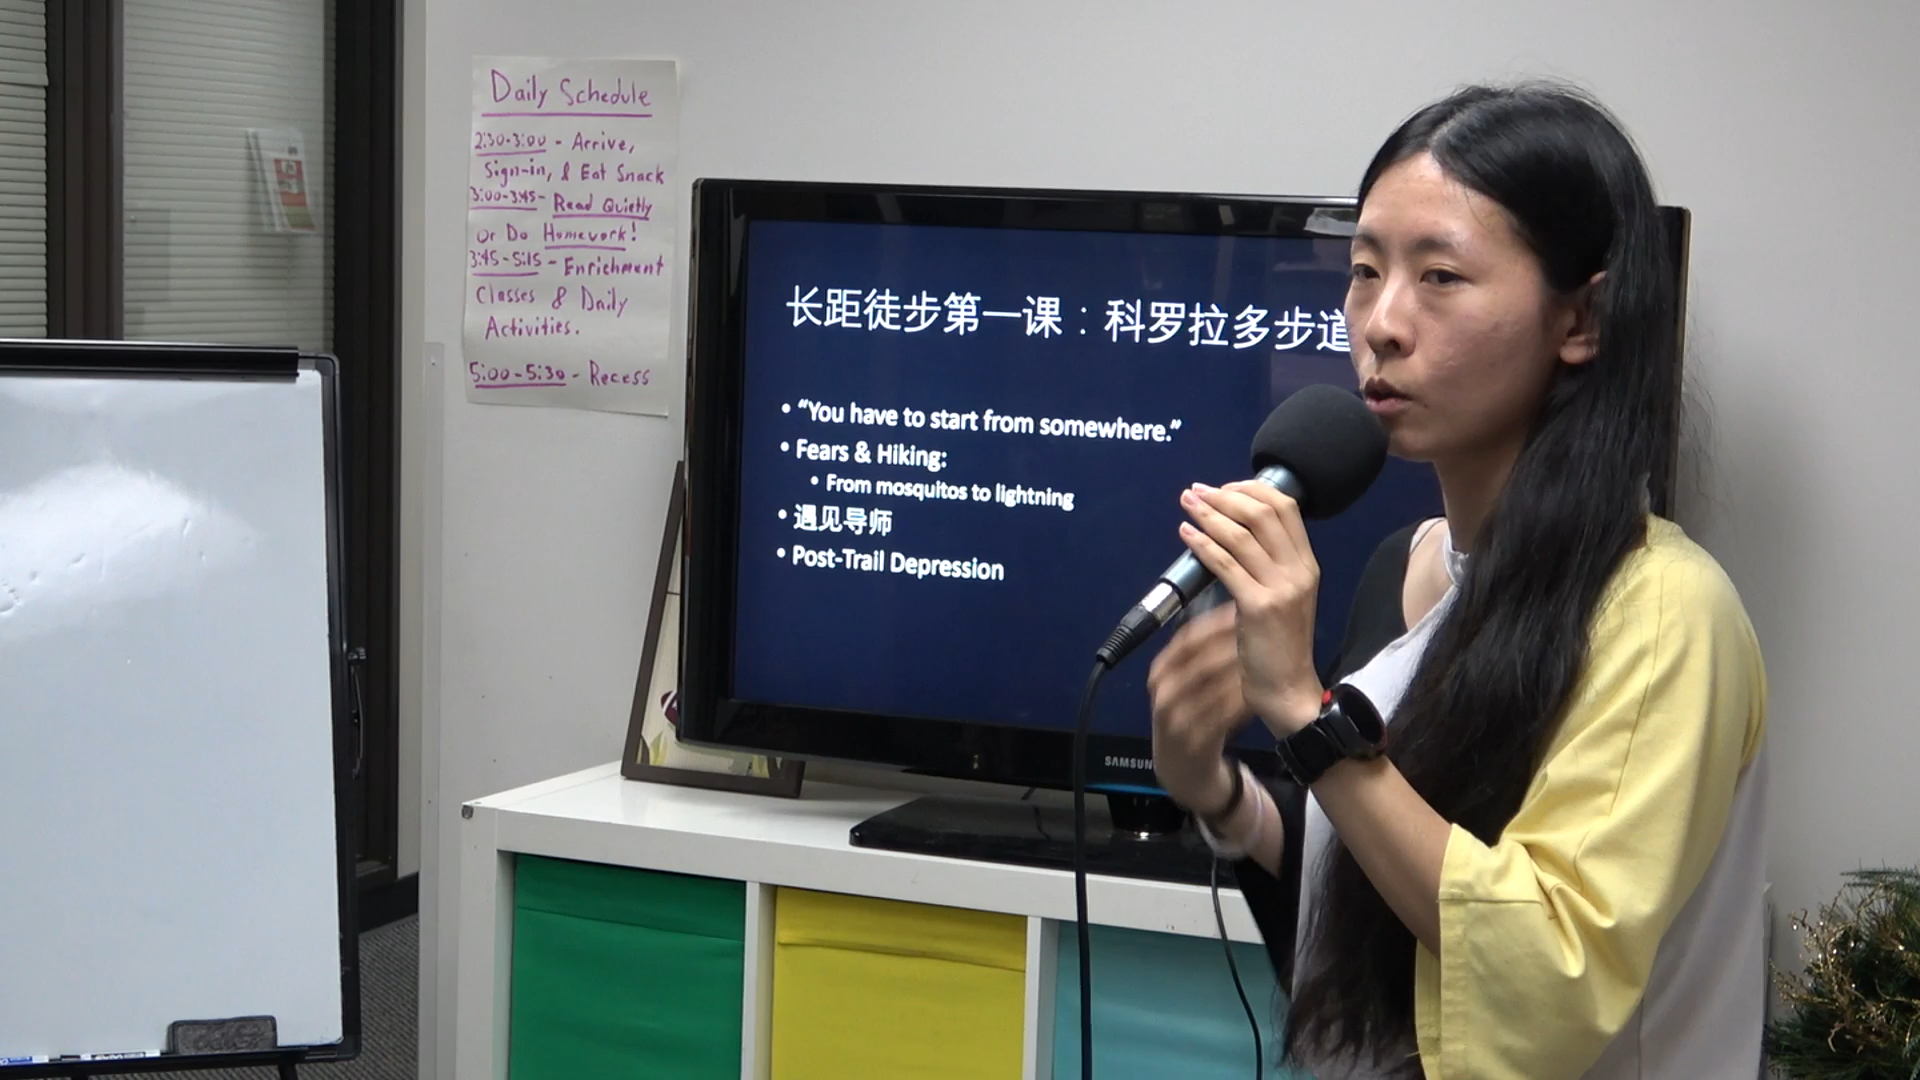 Daily Schedule
2:30-3:00 - Arrive,
Sign-in, & Eat Snack
3:00-3:45- Read Quietly
Or Do Homework!
3:45-5:15 - Enrichment
Classes & Daily
Activities.
5:00-5:30 - Recess
长距徒步第一课：科罗拉多步道
• “You have to start from somewhere.”
• Fears & Hiking:
• From mosquitos to lightning
• 遇见导师
• Post-Trail Depression
SAMSUN